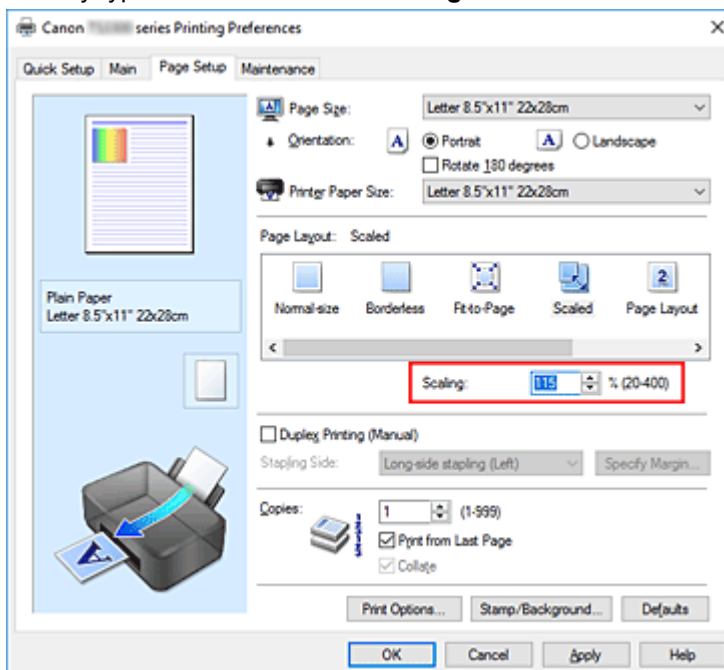 Canon series Printing Preferences
Quick Setup Main Page Setup Maintenance
Page Size: Letter 8.5"x11" 22x28cm
Orientation: A Portrait A Landscape
Rotate 180 degrees
Printer Paper Size: Letter 8.5"x11" 22x28cm
Page Layout: Scaled
Normal-size Borderless Fit-to-Page Scaled Page Layout
Plain Paper
Letter 8.5"x11" 22x28cm
Scaling: 115 % (20-400)
Duplex Printing (Manual)
Stapling Side: Long-side stapling (Left) Specify Margin...
Copies: 1 (1-999)
Print from Last Page
Collate
Print Options... Stamp/Background... Defaults
OK Cancel Apply Help